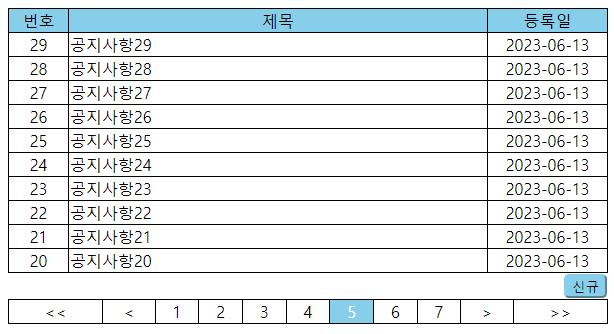 번호 제목 등록일
29 공지사항29 2023-06-13
28 공지사항28 2023-06-13
27 공지사항27 2023-06-13
26 공지사항26 2023-06-13
25 공지사항25 2023-06-13
24 공지사항24 2023-06-13
23 공지사항23 2023-06-13
22 공지사항22 2023-06-13
21 공지사항21 2023-06-13
20 공지사항20 2023-06-13
신규
<< < 1 2 3 4 5 6 7 > >>